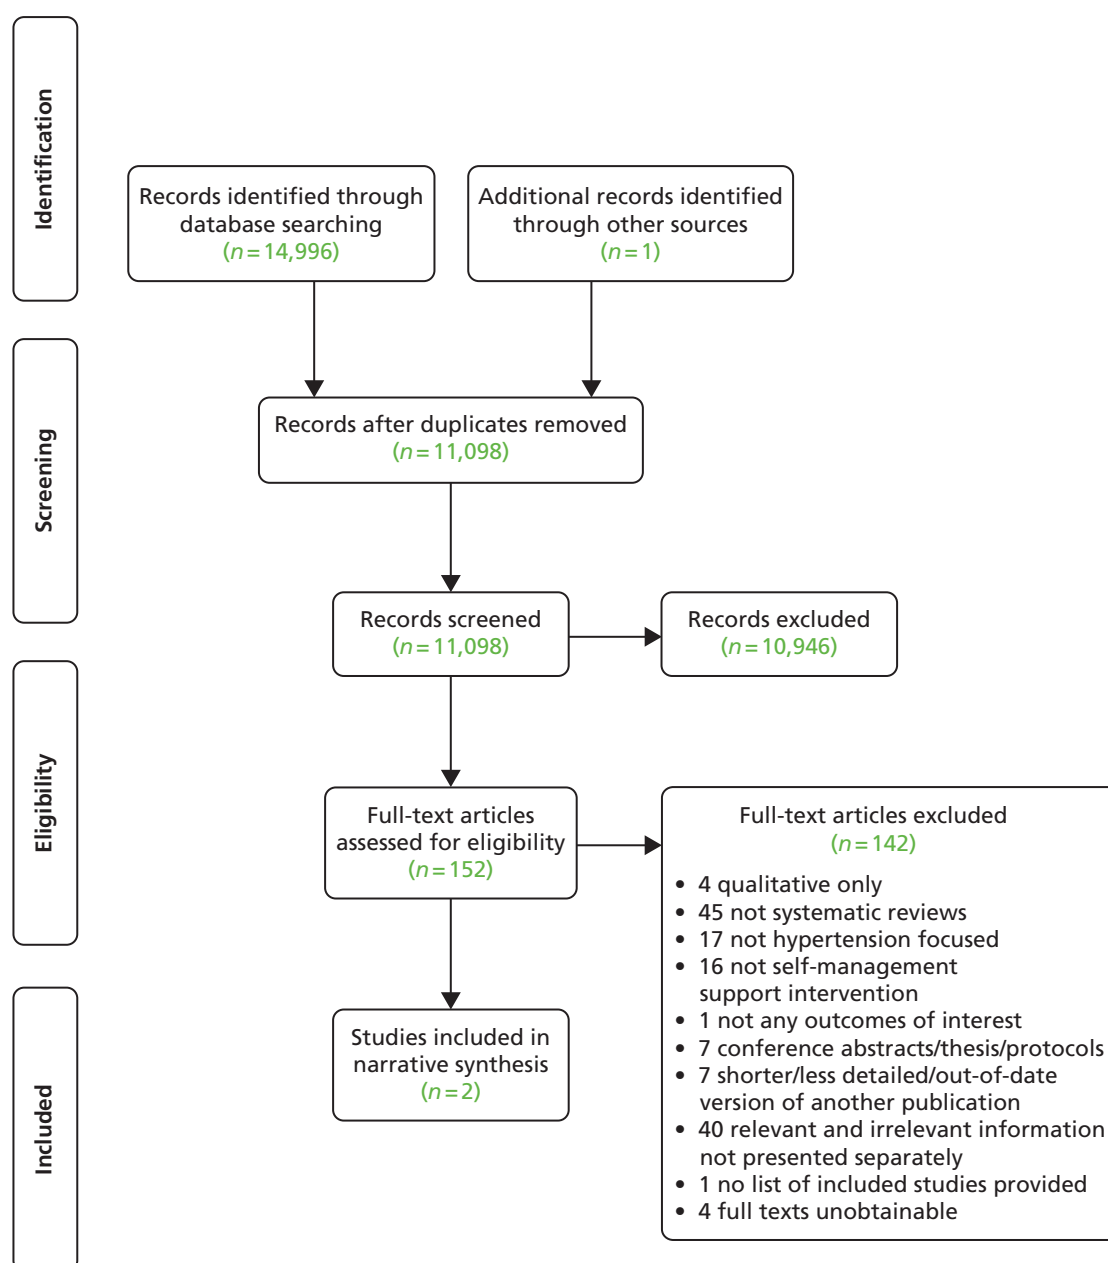 Identification
Records identified through
database searching
(n=14,996)
Additional records identified
through other sources
(n=1)
Screening
Records after duplicates removed
(n=11,098)
Records screened
(n=11,098)
Records excluded
(n=10,946)
Eligibility
Full-text articles
assessed for eligibility
(n=152)
Full-text articles excluded
(n=142)
• 4 qualitative only
• 45 not systematic reviews
• 17 not hypertension focused
• 16 not self-management
support intervention
• 1 not any outcomes of interest
• 7 conference abstracts/thesis/protocols
• 7 shorter/less detailed/out-of-date
version of another publication
• 40 relevant and irrelevant information
not presented separately
• 1 no list of included studies provided
• 4 full texts unobtainable
Included
Studies included in
narrative synthesis
(n=2)